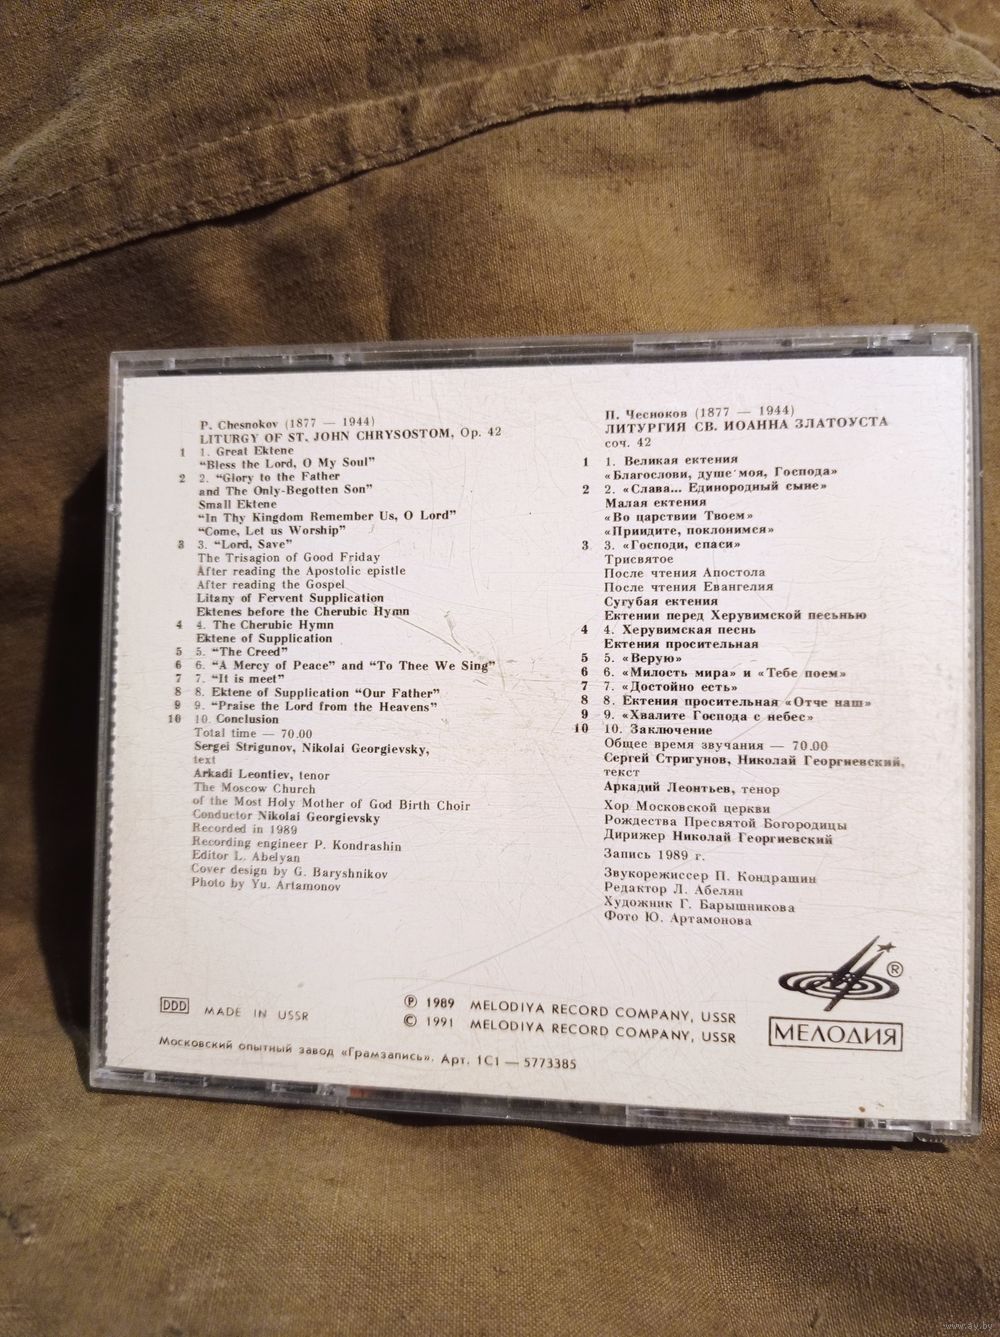 P. Chesnokov (1877 — 1944)
LITURGY OF ST. JOHN CHRYSOSTOM, Op. 42
1 1. Great Ektene
“Bless the Lord, O My Soul”
2 2. “Glory to the Father
and The Only-Begotten Son”
Small Ektene
“In Thy Kingdom Remember Us, O Lord”
“Come, Let us Worship”
3 3. “Lord, Save”
The Trisagion of Good Friday
After reading the Apostolic epistle
After reading the Gospel
Litany of Fervent Supplication
Ektenes before the Cherubic Hymn
4 4. The Cherubic Hymn
Ektene of Supplication
5 5. “The Creed”
6 6. “A Mercy of Peace” and “To Thee We Sing”
7 7. “It is meet”
8 8. Ektene of Supplication “Our Father”
9 9. “Praise the Lord from the Heavens”
10 10. Conclusion
Total time — 70.00
Sergei Strigunov, Nikolai Georgievsky,
text
Arkadi Leontiev, tenor
The Moscow Church
of the Most Holy Mother of God Birth Choir
Conductor Nikolai Georgievsky
Recorded in 1989
Recording engineer P. Kondrashin
Editor L. Abelyan
Cover design by G. Baryshnikov
Photo by Yu. Artamonov
П. Чесноков (1877 — 1944)
ЛИТУРГИЯ СВ. ИОАННА ЗЛАТОУСТА
соч. 42
1 1. Великая ектения
«Благослови, душе моя, Господа»
2 2. «Слава... Единородный сыне»
Малая ектения
«Во царствии Твоем»
«Приидите, поклонимся»
3 3. «Господи, спаси»
Трисвятое
После чтения Апостола
После чтения Евангелия
Сугубая ектения
Ектении перед Херувимской песнью
4 4. Херувимская песнь
Ектения просительная
5 5. «Верую»
6 6. «Милость мира» и «Тебе поем»
7 7. «Достойно есть»
8 8. Ектения просительная «Отче наш»
9 9. «Хвалите Господа с небес»
10 10. Заключение
Общее время звучания — 70.00
Сергей Стригунов, Николай Георгиевский,
текст
Аркадий Леонтьев, тенор
Хор Московской церкви
Рождества Пресвятой Богородицы
Дирижер Николай Георгиевский
Запись 1989 г.
Звукорежиссер П. Кондрашин
Редактор Л. Абелян
Художник Г. Барышникова
Фото Ю. Артамонова
DDD MADE IN USSR
Ⓟ 1989 MELODIYA RECORD COMPANY, USSR
© 1991 MELODIYA RECORD COMPANY, USSR
®
МЕЛОДИЯ
Московский опытный завод «Грамзапись». Арт. 1С1 — 5773385
www.ay.by